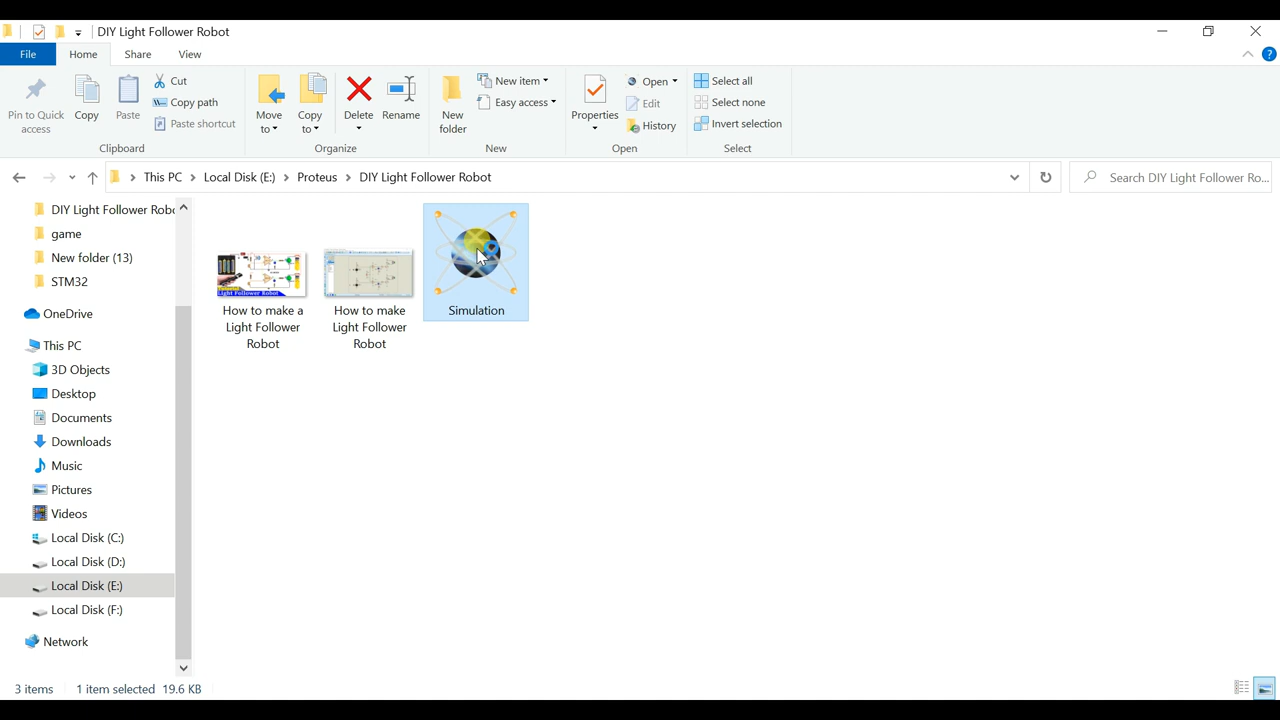 DIY Light Follower Robot
File
Home
Share
View
Pin to Quick
access
Copy
Paste
Cut
Copy path
Paste shortcut
Clipboard
Move
to
Copy
to
Delete
Rename
Organize
New
folder
New item
Easy access
New
Properties
Open
Edit
History
Open
Select all
Select none
Invert selection
Select
This PC
Local Disk (E:)
Proteus
DIY Light Follower Robot
Search DIY Light Follower Ro...
DIY Light Follower Robo
game
New folder (13)
STM32
OneDrive
This PC
3D Objects
Desktop
Documents
Downloads
Music
Pictures
Videos
Local Disk (C:)
Local Disk (D:)
Local Disk (E:)
Local Disk (F:)
Network
Light Follower Robot
How to make a
Light Follower
Robot
How to make
Light Follower
Robot
Simulation
3 items
1 item selected 19.6 KB